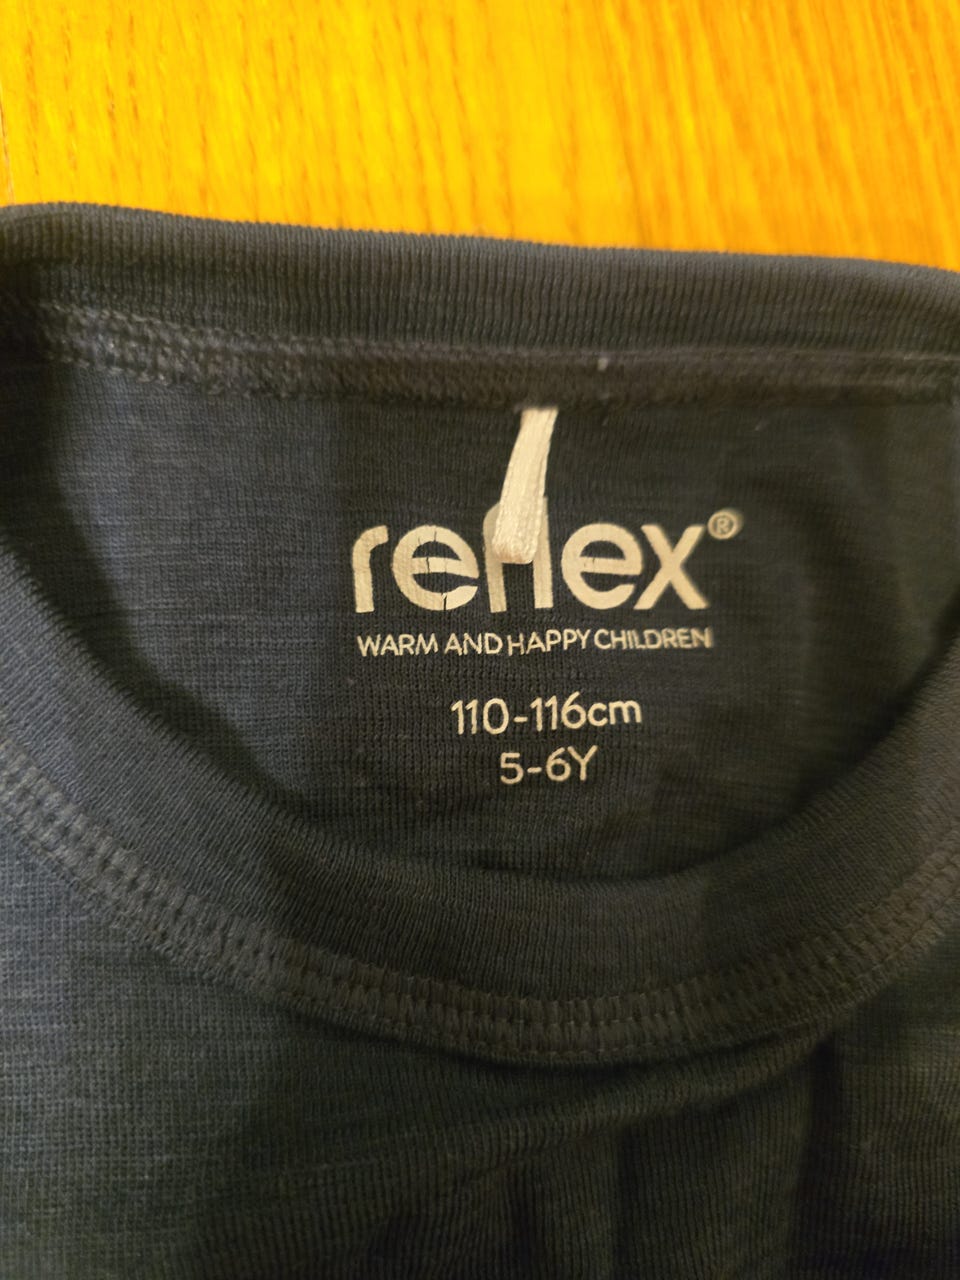 reflex®
WARM AND HAPPY CHILDREN
110-116cm
5-6Y